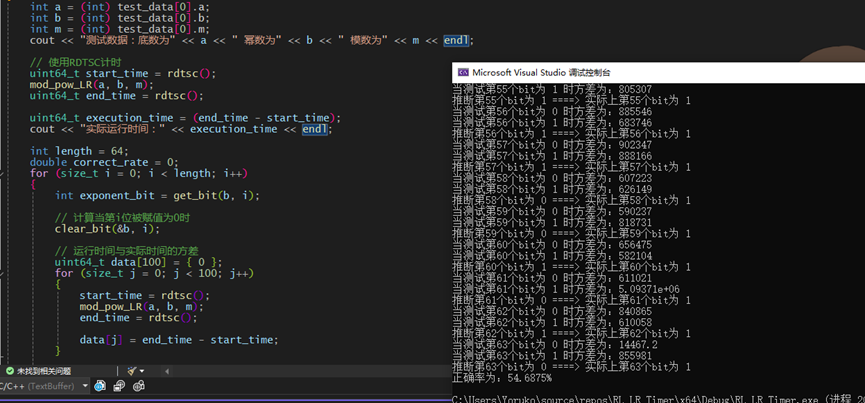 int a = (int) test_data[0].a;
int b = (int) test_data[0].b;
int m = (int) test_data[0].m;
cout << "测试数据：底数为" << a << " 幂数为" << b << " 模数为" << m << endl;
// 使用RDTSC计时
uint64_t start_time = rdtsc();
mod_pow_LR(a, b, m);
uint64_t end_time = rdtsc();
uint64_t execution_time = (end_time - start_time);
cout << "实际运行时间：" << execution_time << endl;
int length = 64;
double correct_rate = 0;
for (size_t i = 0; i < length; i++)
{
int exponent_bit = get_bit(b, i);
// 计算当第i位被赋值为0时
clear_bit(&b, i);
// 运行时间与实际时间的方差
uint64_t data[100] = { 0 };
for (size_t j = 0; j < 100; j++)
{
start_time = rdtsc();
mod_pow_LR(a, b, m);
end_time = rdtsc();
data[j] = end_time - start_time;
}
未找到相关问题
C/C++ (TextBuffer)
Microsoft Visual Studio 调试控制台
当测试第55个bit为 1 时方差为：805307
推断第55个bit为 1 ====> 实际上第55个bit为 1
当测试第56个bit为 0 时方差为：885546
当测试第56个bit为 1 时方差为：683746
推断第56个bit为 1 ====> 实际上第56个bit为 1
当测试第57个bit为 0 时方差为：902347
当测试第57个bit为 1 时方差为：888166
推断第57个bit为 1 ====> 实际上第57个bit为 1
当测试第58个bit为 0 时方差为：607223
当测试第58个bit为 1 时方差为：626149
推断第58个bit为 0 ====> 实际上第58个bit为 1
当测试第59个bit为 0 时方差为：590237
当测试第59个bit为 1 时方差为：818731
推断第59个bit为 0 ====> 实际上第59个bit为 1
当测试第60个bit为 0 时方差为：656475
当测试第60个bit为 1 时方差为：582104
推断第60个bit为 1 ====> 实际上第60个bit为 1
当测试第61个bit为 0 时方差为：611021
当测试第61个bit为 1 时方差为：5.09371e+06
推断第61个bit为 0 ====> 实际上第61个bit为 1
当测试第62个bit为 0 时方差为：840865
当测试第62个bit为 1 时方差为：610058
推断第62个bit为 1 ====> 实际上第62个bit为 1
当测试第63个bit为 0 时方差为：14467.2
当测试第63个bit为 1 时方差为：855981
推断第63个bit为 0 ====> 实际上第63个bit为 1
正确率为：54.6875%
C:\Users\Yoruko\source\repos\RL_LR_Timer\x64\Debug\RL_LR_Timer.exe (进程 2